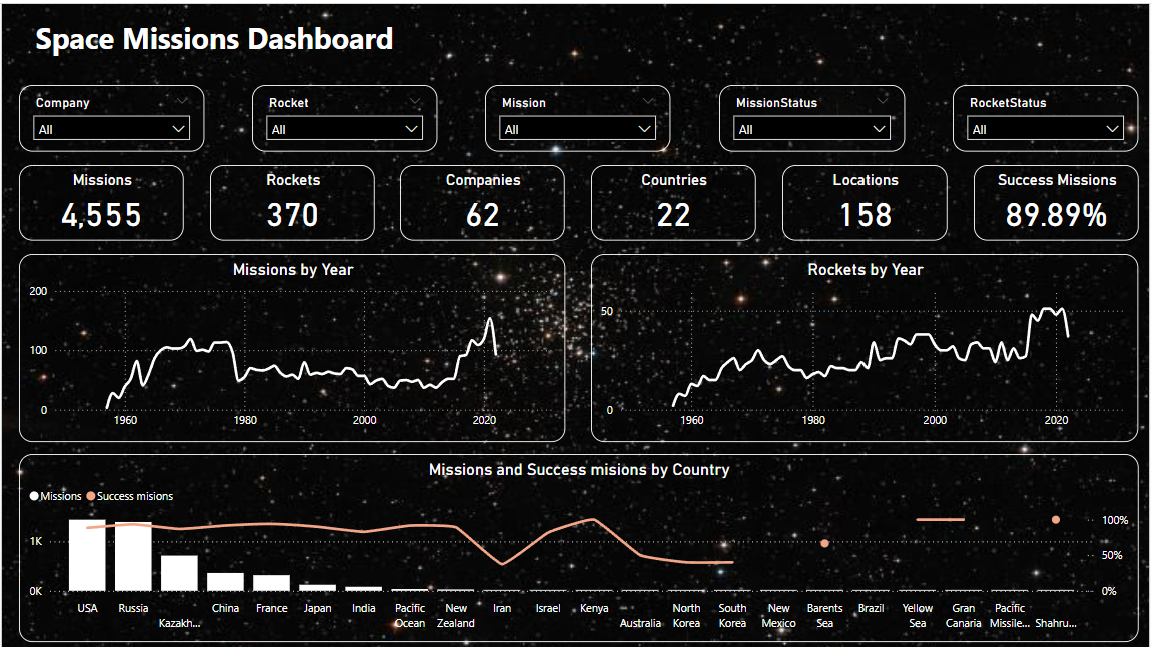 Space Missions Dashboard
Company
Rocket
Mission
MissionStatus
RocketStatus
All
All
All
All
All
Missions
Rockets
Companies
Countries
Locations
Success Missions
4,555
370
62
22
158
89.89%
Missions by Year
200
100
0
1960
1980
2000
2020
Rockets by Year
50
0
1960
1980
2000
2020
Missions and Success misions by Country
Missions
Success misions
1K
0K
100%
50%
0%
USA
Russia
Kazakh...
China
France
Japan
India
Pacific
Ocean
New
Zealand
Iran
Israel
Kenya
Australia
North
Korea
South
Korea
New
Mexico
Barents
Sea
Brazil
Yellow
Sea
Gran
Canaria
Pacific
Missile...
Shahru...